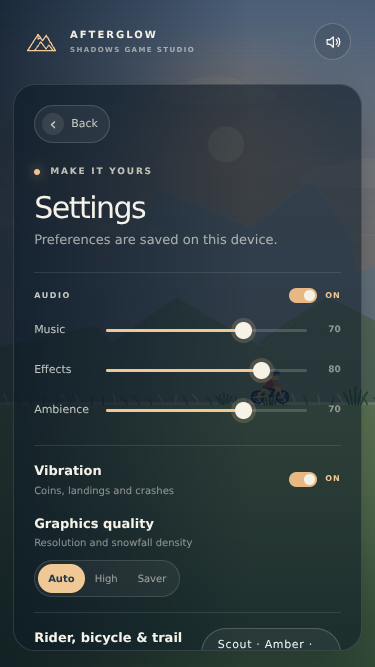 AFTERGLOW
SHADOWS GAME STUDIO
Back
MAKE IT YOURS
Settings
Preferences are saved on this device.
AUDIO ON
Music 70
Effects 80
Ambience 70
Vibration
ON
Coins, landings and crashes
Graphics quality
Resolution and snowfall density
Auto High Saver
Rider, bicycle & trail
Scout · Amber ·